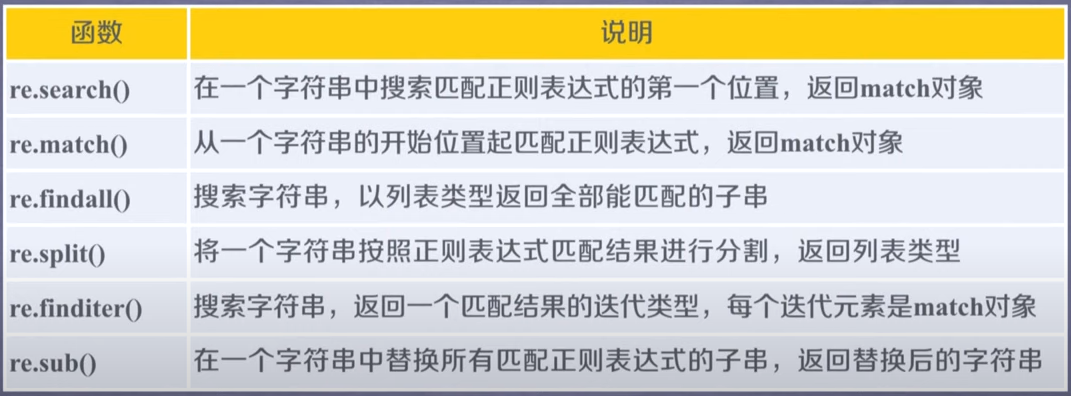 函数 说明
re.search() 在一个字符串中搜索匹配正则表达式的第一个位置，返回match对象
re.match() 从一个字符串的开始位置起匹配正则表达式，返回match对象
re.findall() 搜索字符串，以列表类型返回全部能匹配的子串
re.split() 将一个字符串按照正则表达式匹配结果进行分割，返回列表类型
re.finditer() 搜索字符串，返回一个匹配结果的迭代类型，每个迭代元素是match对象
re.sub() 在一个字符串中替换所有匹配正则表达式的子串，返回替换后的字符串